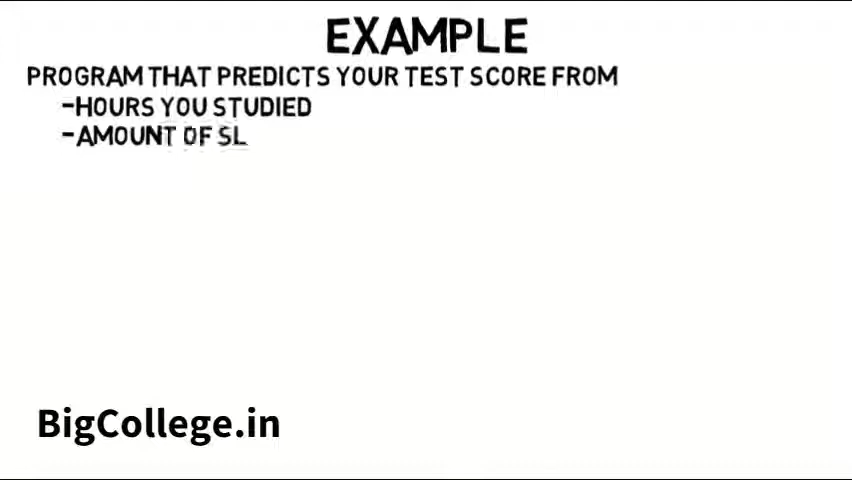 EXAMPLE
PROGRAM THAT PREDICTS YOUR TEST SCORE FROM
-HOURS YOU STUDIED
-AMOUNT OF SL
BigCollege.in